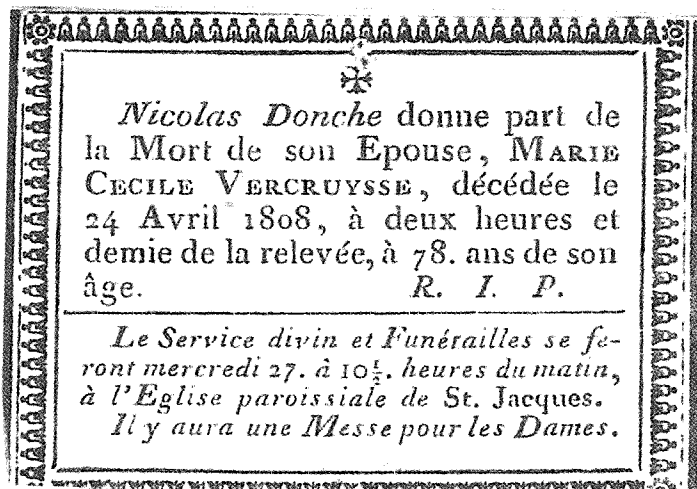 Nicolas Donche donne part de
la Mort de son Epouse, MARIE
CECILE VERCRUYSSE, décédée le
24 Avril 1808, à deux heures et
demie de la relevée, à 78. ans de son
âge. R. I. P.
Le Service divin et Funérailles se fe-
ront mercredi 27. à 10½. heures du matin,
à l'Eglise paroissiale de St. Jacques.
Il y aura une Messe pour les Dames.